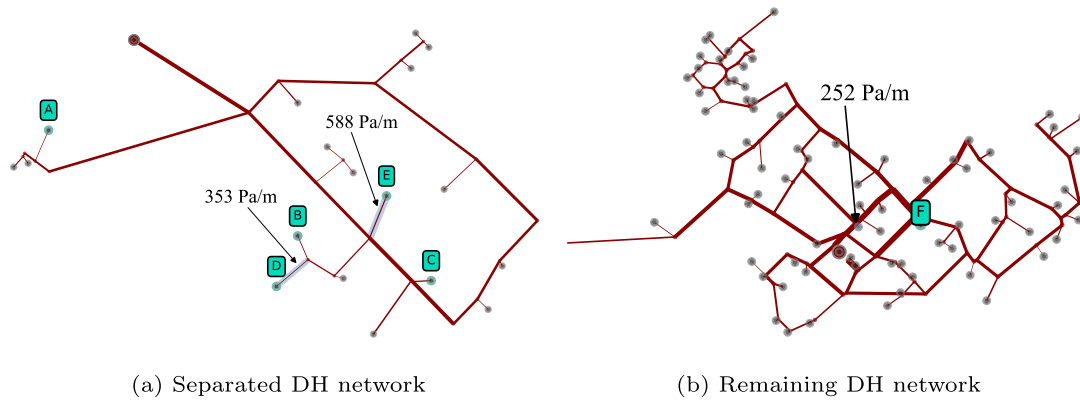 A
588 Pa/m
E
353 Pa/m
B
D
C
(a) Separated DH network
252 Pa/m
F
(b) Remaining DH network